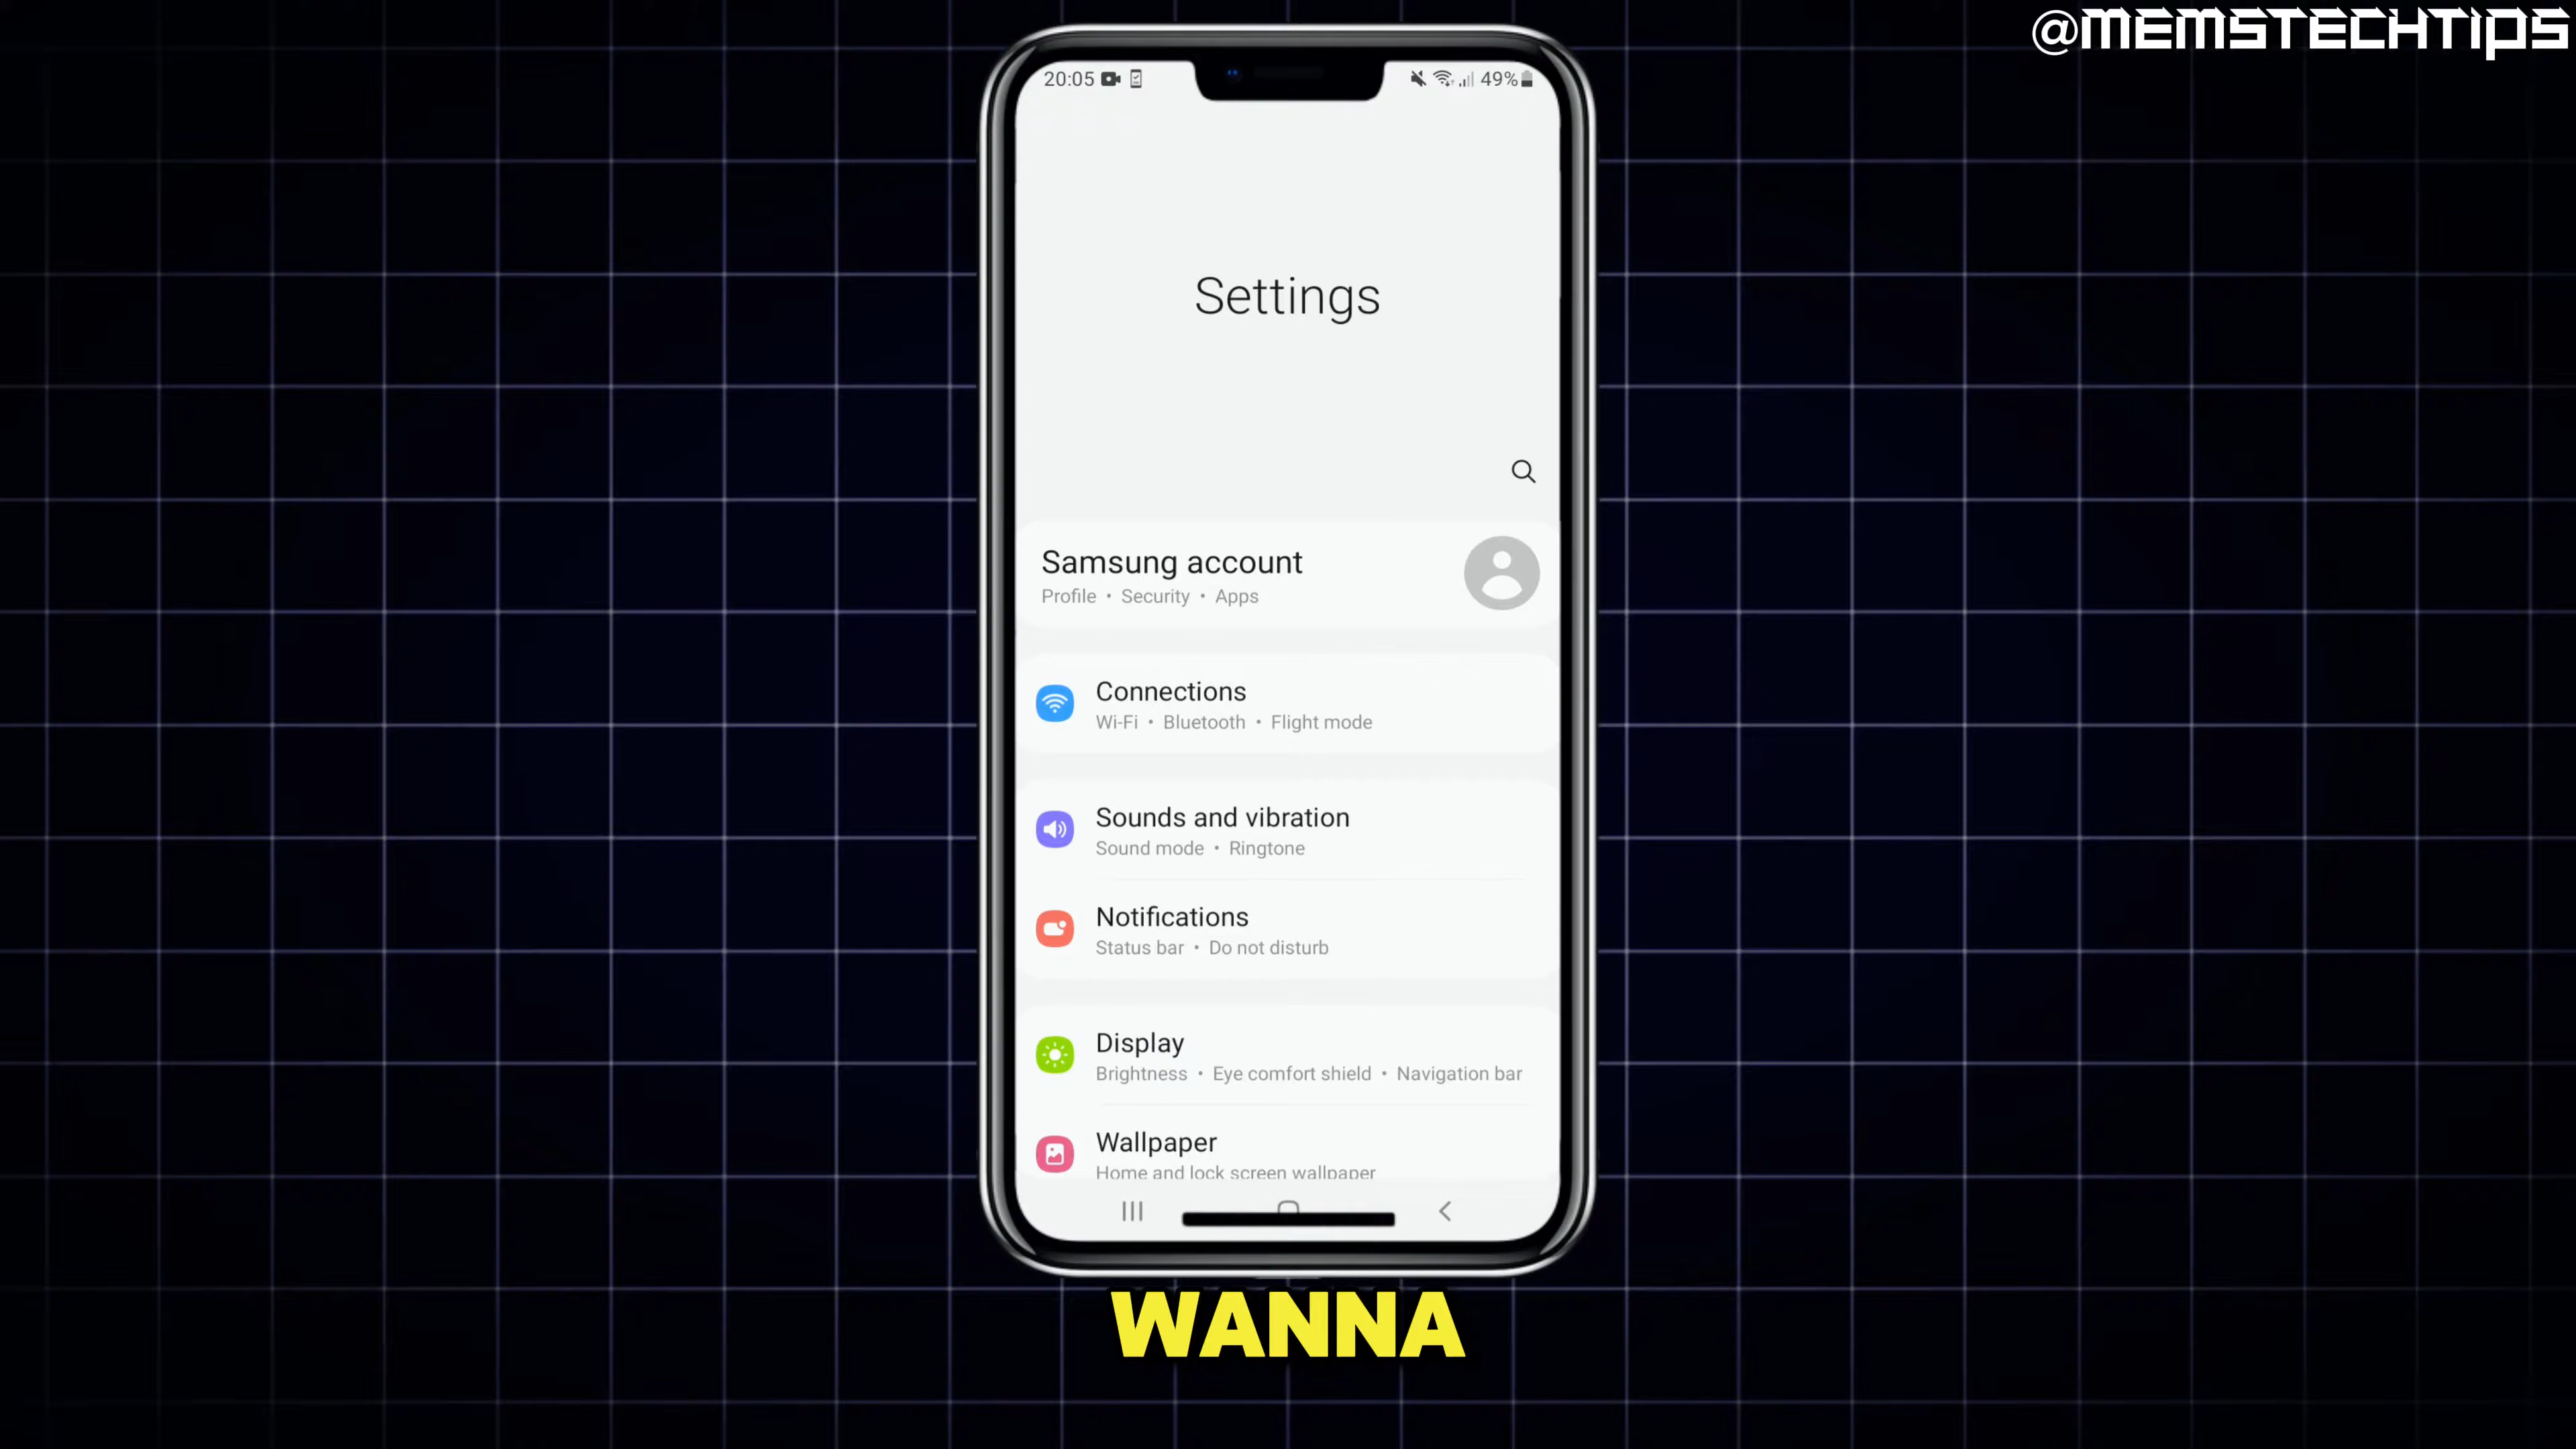 @MEMSTECHTIPS
20:05 49%
Settings
Samsung account
Profile • Security • Apps
Connections
Wi-Fi • Bluetooth • Flight mode
Sounds and vibration
Sound mode • Ringtone
Notifications
Status bar • Do not disturb
Display
Brightness • Eye comfort shield • Navigation bar
Wallpaper
Home and lock screen wallpaper
WANNA